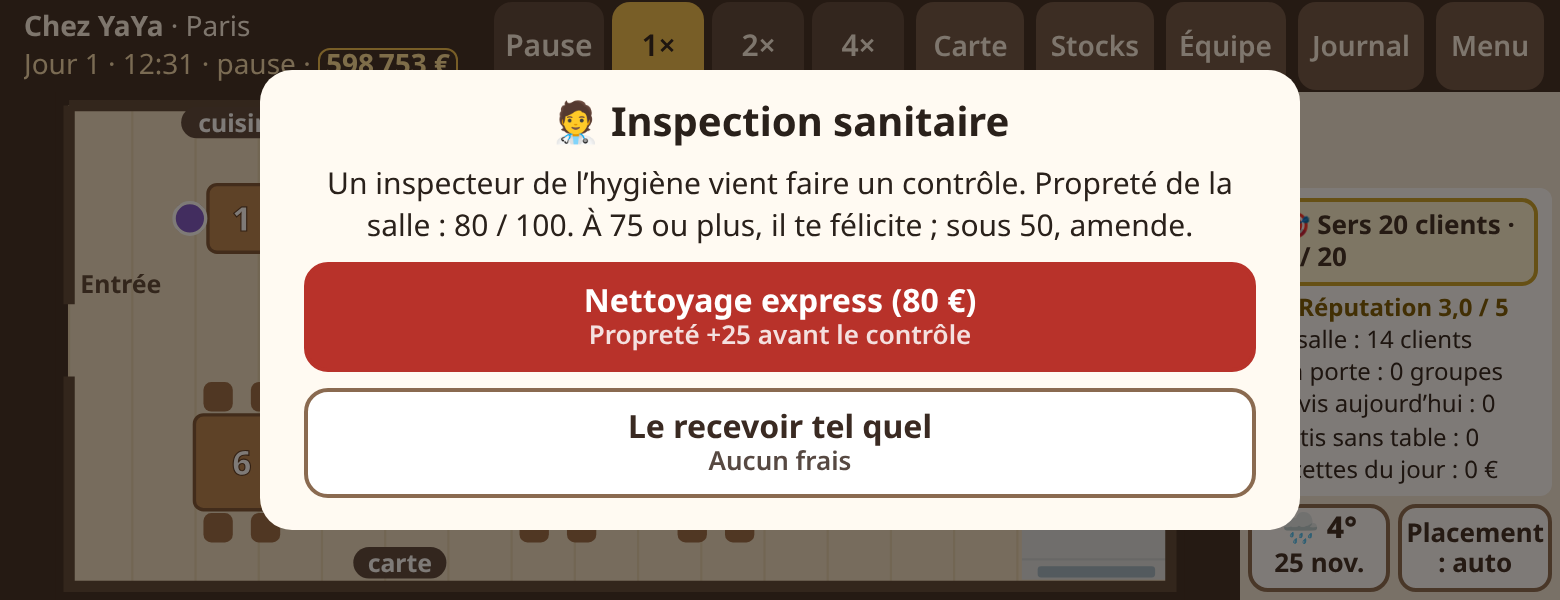 Chez YaYa · Paris
Jour 1 · 12:31 · pause · 598 753 €
Pause
1×
2×
4×
Carte
Stocks
Équipe
Journal
Menu
🧑‍⚕️ Inspection sanitaire
Un inspecteur de l’hygiène vient faire un contrôle. Propreté de la
salle : 80 / 100. À 75 ou plus, il te félicite ; sous 50, amende.
Nettoyage express (80 €)
Propreté +25 avant le contrôle
Le recevoir tel quel
Aucun frais
1
Entrée
6
carte
Sers 20 clients ·
/ 20
Réputation 3,0 / 5
salle : 14 clients
porte : 0 groupes
aujourd’hui : 0
sans table : 0
du jour : 0 €
🌧️ 4°
25 nov.
Placement
: auto